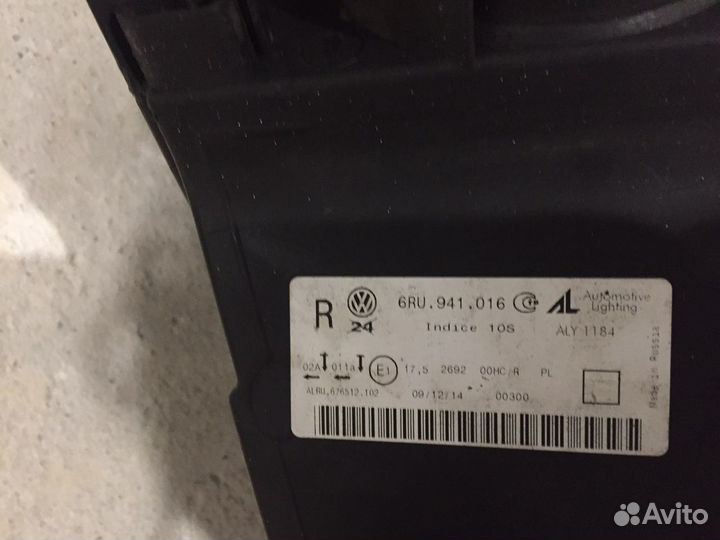 R VW 6RU.941.016 AL Automotive Lighting
24 Indice 10S ALY 1184
02A 011A E1 17,5 2692 00HC/R PL
ALRU.676512.102 09/12/14 00300
Made in Russia
Avito